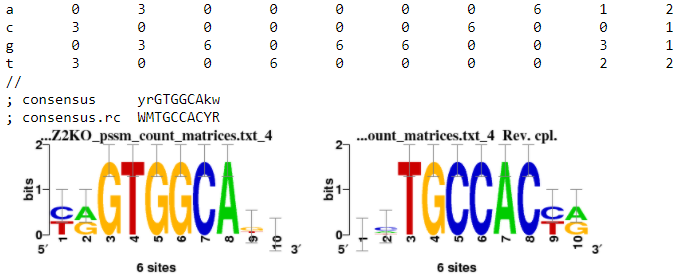 a 0 3 0 0 0 0 0 6 1 2
c 3 0 0 0 0 0 6 0 0 1
g 0 3 6 0 6 6 0 0 3 1
t 3 0 0 6 0 0 0 0 2 2
//
; consensus yrGTGGCAkw
; consensus.rc WMTGCCACYR
...Z2KO_pssm_count_matrices.txt_4 ...ount_matrices.txt_4 Rev. cpl.
2 2
bits CTAGGTGGCA bits TGCCACCTAG
1 1
0 0
5′ 1 2 3 4 5 6 7 8 9 10 3′ 5′ 1 2 3 4 5 6 7 8 9 10 3′
6 sites 6 sites